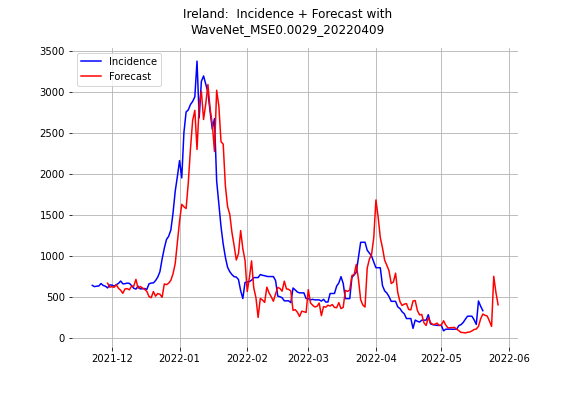 Ireland:  Incidence + Forecast with
WaveNet_MSE0.0029_20220409
Incidence
Forecast
3500
3000
2500
2000
1500
1000
500
0
2021-12 2022-01 2022-02 2022-03 2022-04 2022-05 2022-06